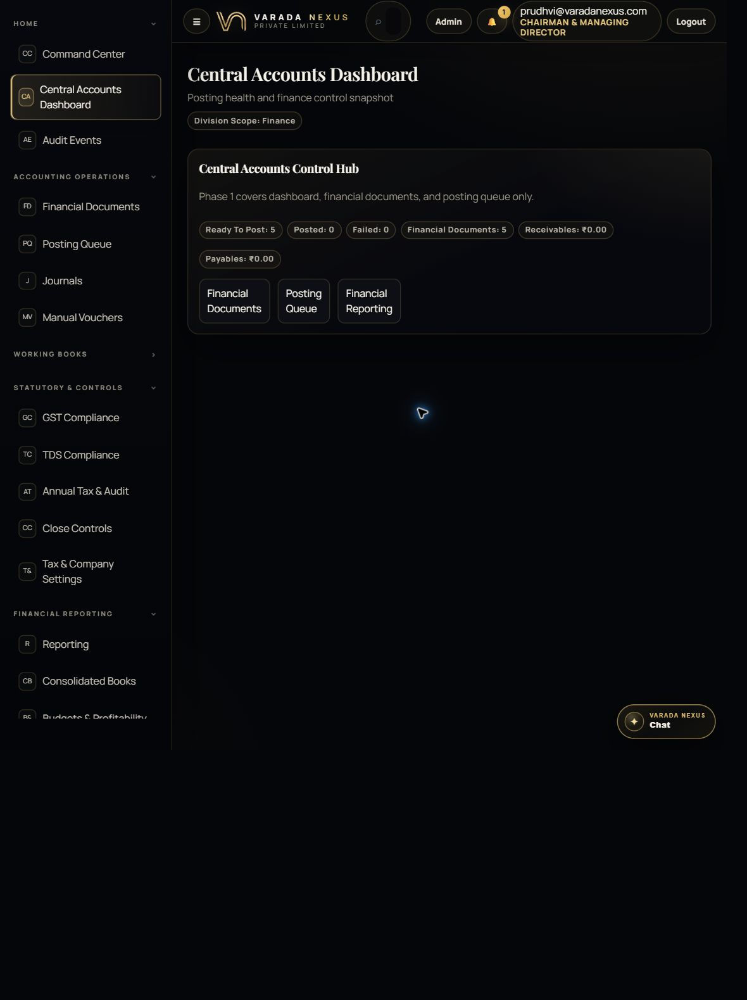 HOME
CC Command Center
CA Central Accounts
Dashboard
AE Audit Events
ACCOUNTING OPERATIONS
FD Financial Documents
PQ Posting Queue
J Journals
MV Manual Vouchers
WORKING BOOKS
STATUTORY & CONTROLS
GC GST Compliance
TC TDS Compliance
AT Annual Tax & Audit
CC Close Controls
T& Tax & Company
Settings
FINANCIAL REPORTING
R Reporting
CB Consolidated Books
B& Budgets & Profitability
VARADA NEXUS
PRIVATE LIMITED
Admin
1
prudhvi@varadanexus.com
CHAIRMAN & MANAGING
DIRECTOR
Logout
Central Accounts Dashboard
Posting health and finance control snapshot
Division Scope: Finance
Central Accounts Control Hub
Phase 1 covers dashboard, financial documents, and posting queue only.
Ready To Post: 5 Posted: 0 Failed: 0 Financial Documents: 5 Receivables: ₹0.00
Payables: ₹0.00
Financial
Documents
Posting
Queue
Financial
Reporting
VARADA NEXUS
Chat